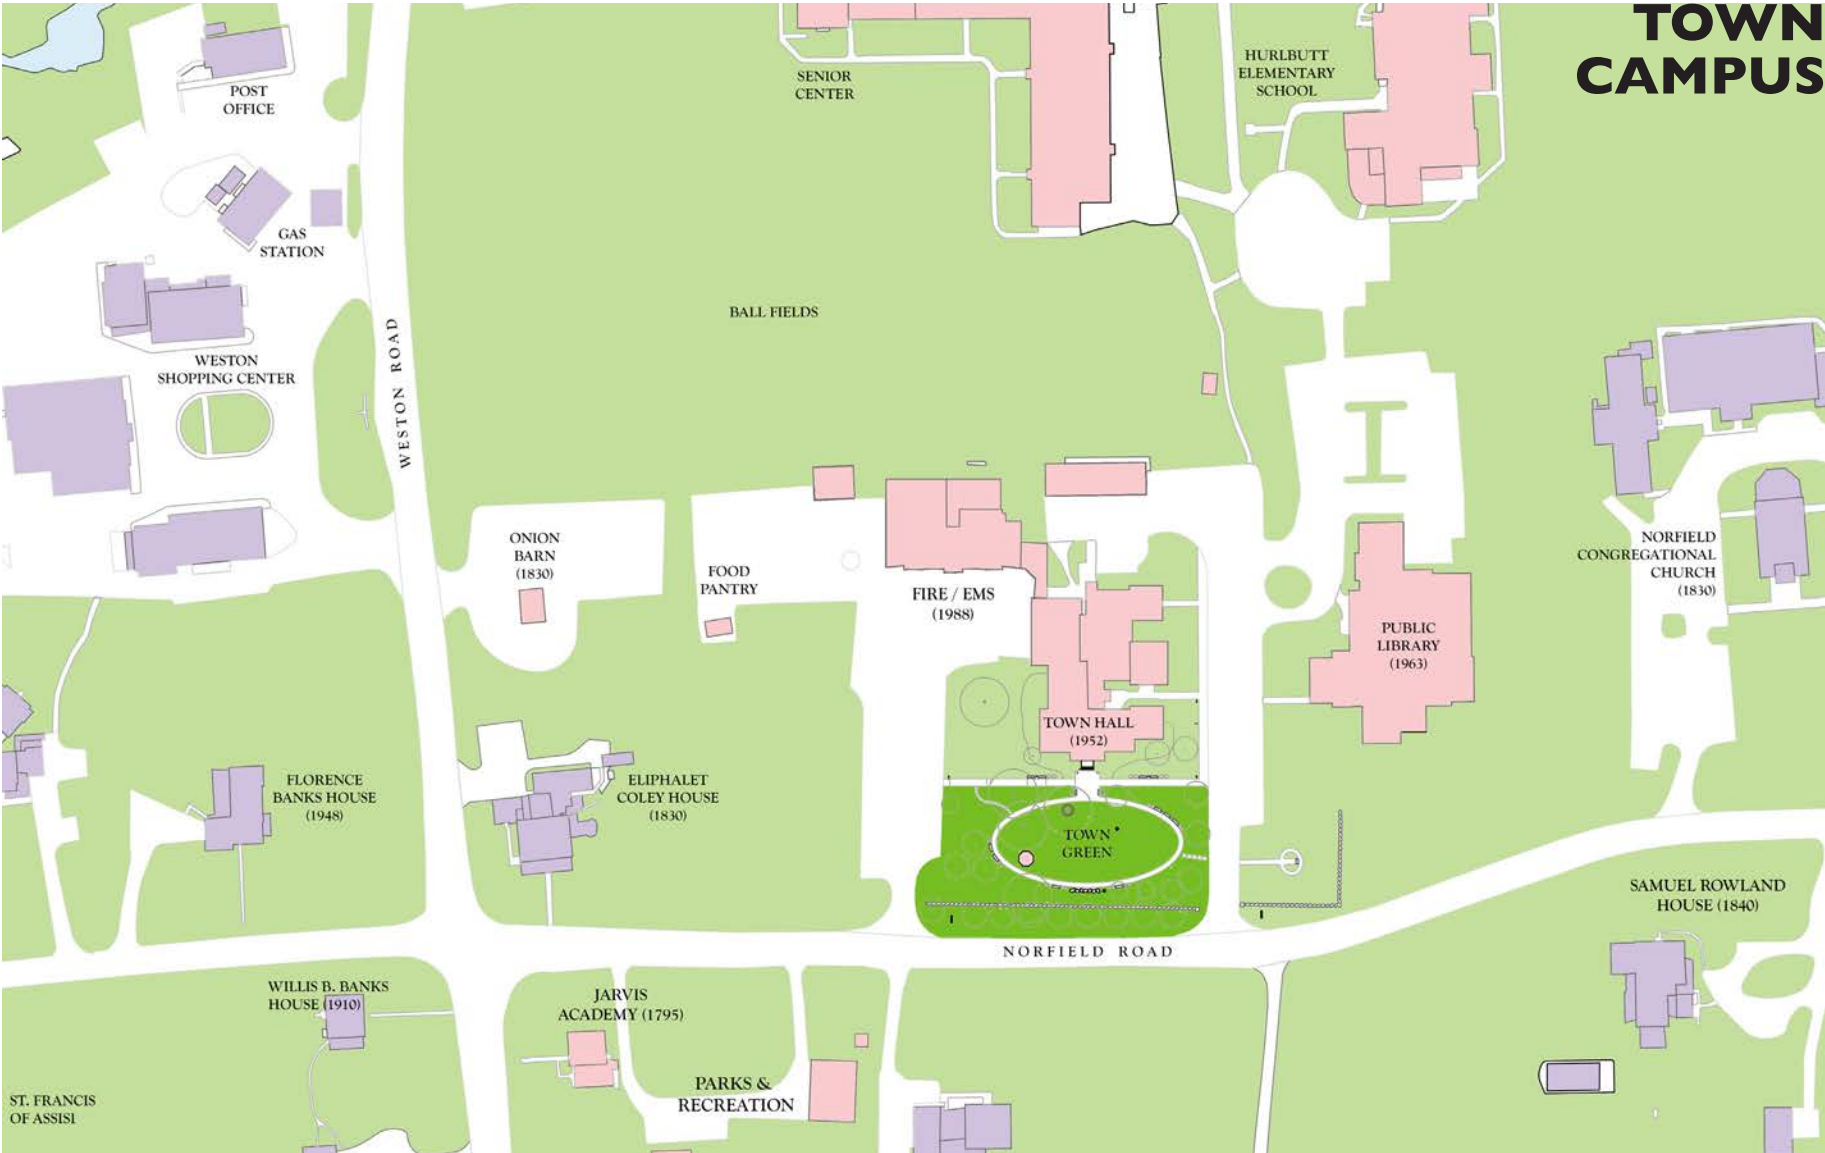 TOWN
CAMPUS
POST
OFFICE
SENIOR
CENTER
HURLBUTT
ELEMENTARY
SCHOOL
GAS
STATION
BALL FIELDS
WESTON
SHOPPING CENTER
WESTON ROAD
ONION
BARN
(1830)
FOOD
PANTRY
FIRE / EMS
(1988)
NORFIELD
CONGREGATIONAL
CHURCH
(1830)
PUBLIC
LIBRARY
(1963)
TOWN HALL
(1952)
FLORENCE
BANKS HOUSE
(1948)
ELIPHALET
COLEY HOUSE
(1830)
TOWN
GREEN
SAMUEL ROWLAND
HOUSE (1840)
NORFIELD ROAD
WILLIS B. BANKS
HOUSE (1910)
JARVIS
ACADEMY (1795)
PARKS &
RECREATION
ST. FRANCIS
OF ASSISI